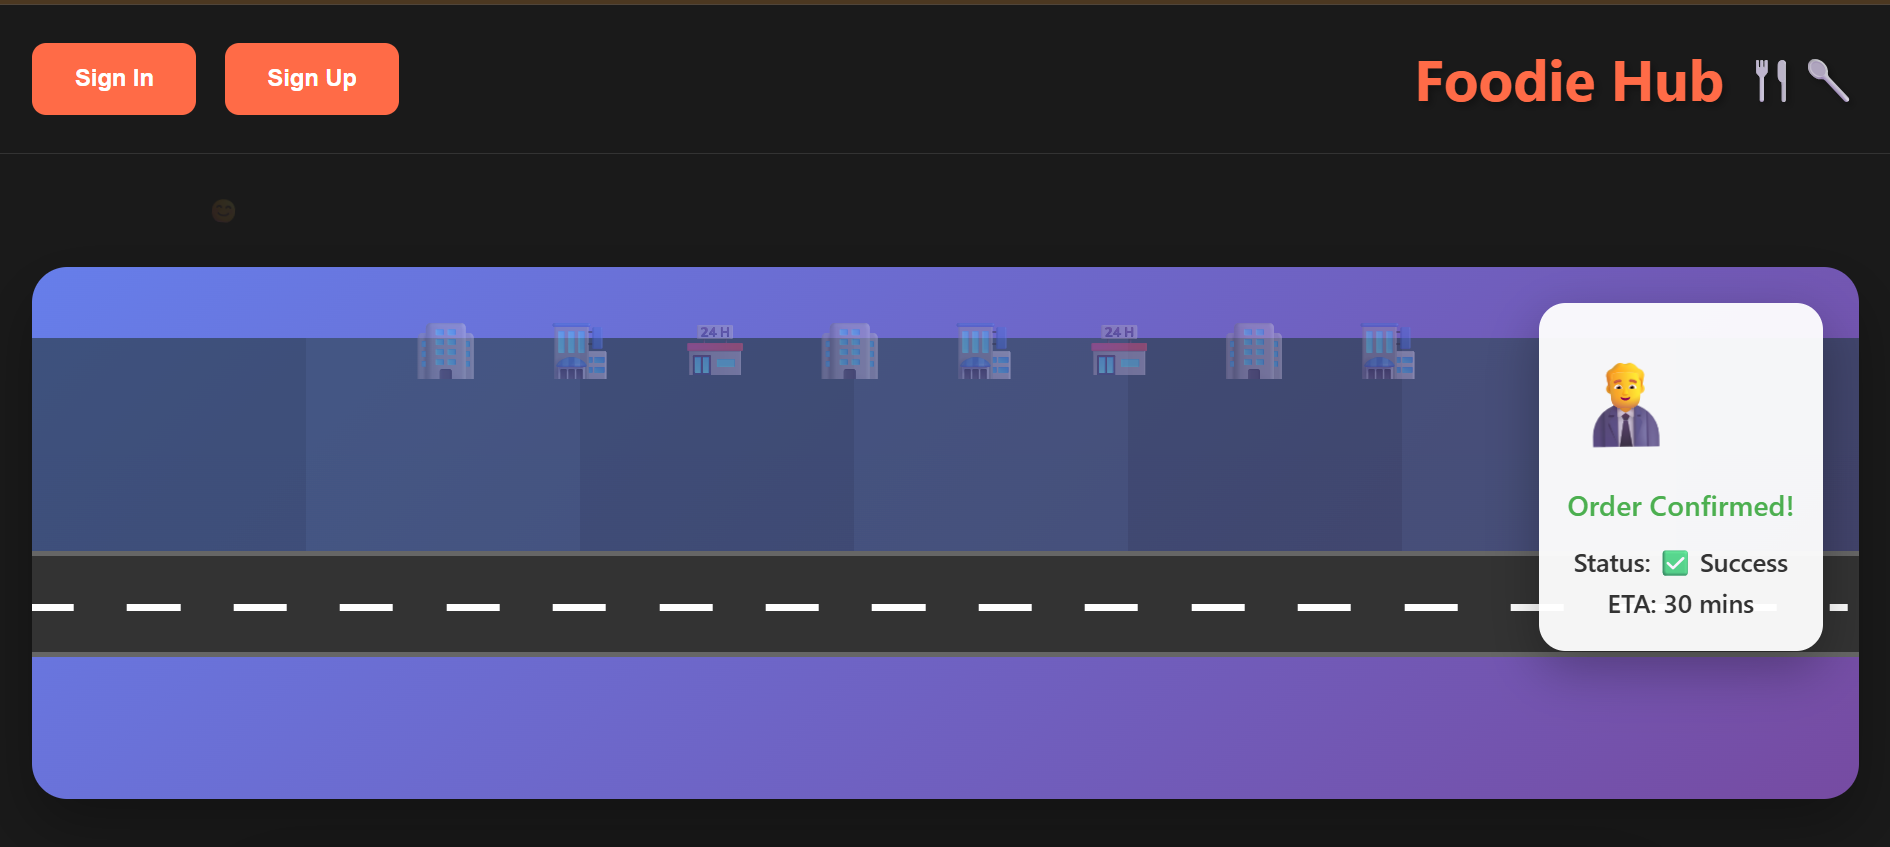 Sign In
Sign Up
Foodie Hub
24 H
24 H
Order Confirmed!
Status: ✅ Success
ETA: 30 mins